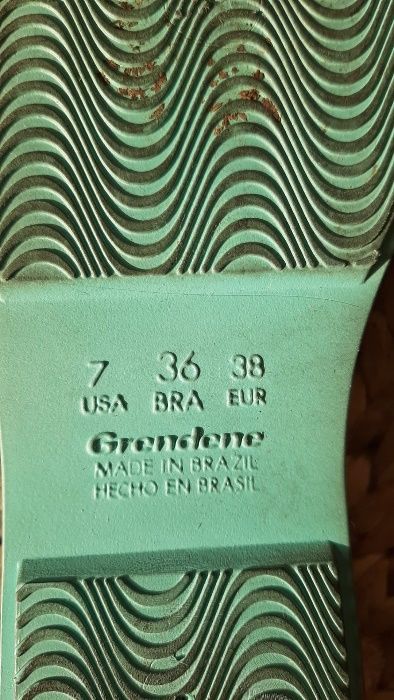 7 36 38
USA BRA EUR
Grendene
MADE IN BRAZIL
HECHO EN BRASIL